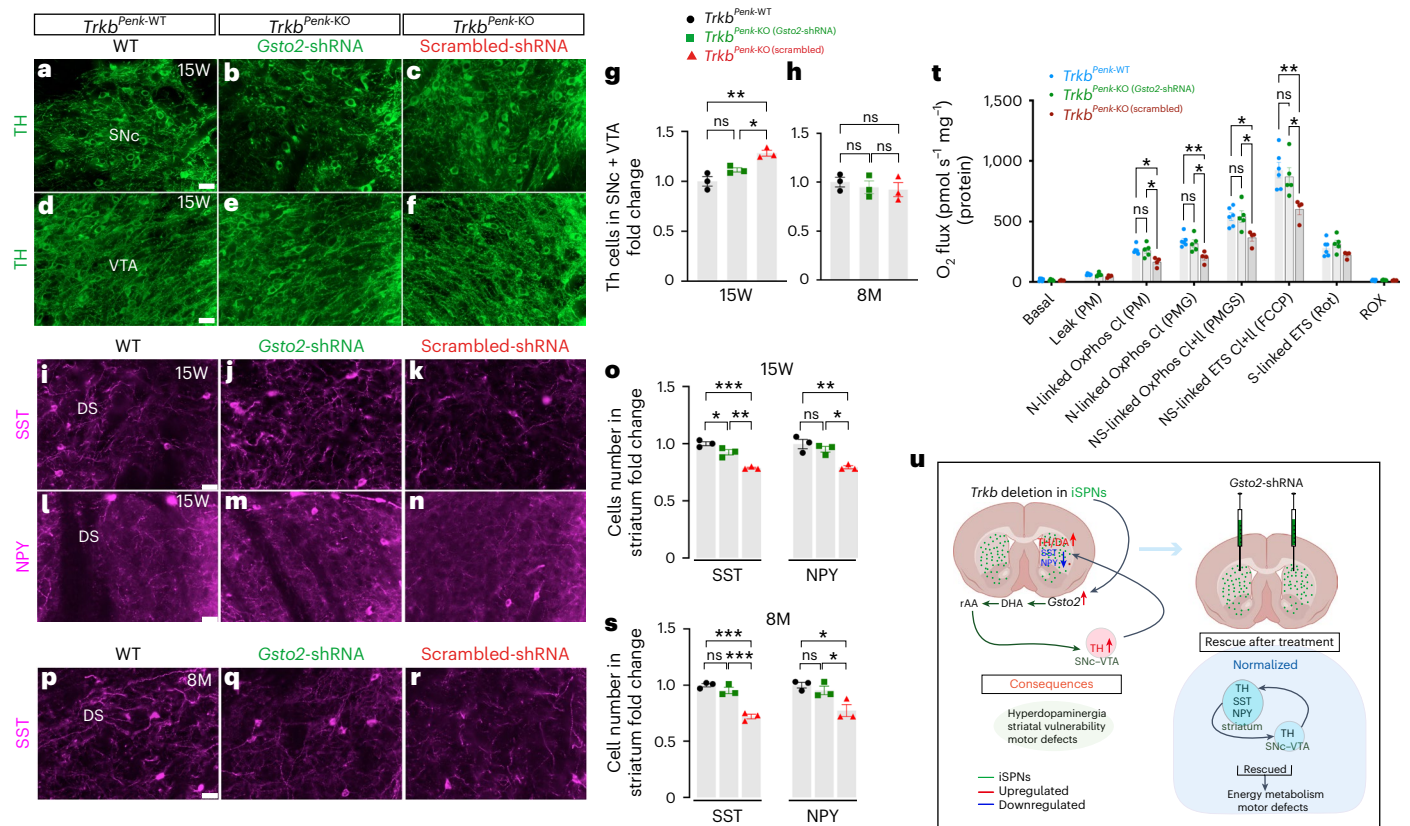 Trkb^Penk-WT
Trkb^Penk-KO
Trkb^Penk-KO
WT
Gsto2-shRNA
Scrambled-shRNA
a
15W
b
c
TH
SNc
d
15W
e
f
TH
VTA
Trkb^Penk-WT
Trkb^Penk-KO (Gsto2-shRNA)
Trkb^Penk-KO (scrambled)
g
Th cells in SNc + VTA
fold change
1.5
1.0
0.5
0
**
ns
*
15W
h
1.5
1.0
0.5
0
ns
ns
ns
8M
t
Trkb^Penk-WT
Trkb^Penk-KO (Gsto2-shRNA)
Trkb^Penk-KO (scrambled)
O2 flux (pmol s−1 mg−1)
(protein)
1,500
1,000
500
0
*
ns
*
**
ns
*
*
ns
*
**
ns
*
Basal
Leak (PM)
N-linked OxPhos CI (PM)
N-linked OxPhos CI (PMG)
NS-linked OxPhos CI+II (PMGS)
NS-linked ETS CI+II (FCCP)
S-linked ETS (Rot)
ROX
WT
Gsto2-shRNA
Scrambled-shRNA
i
15W
j
k
SST
DS
l
15W
m
n
NPY
DS
o
15W
Cells number in
striatum fold change
1.5
1.0
0.5
0
***
*
**
**
ns
*
SST
NPY
WT
Gsto2-shRNA
Scrambled-shRNA
p
8M
q
r
SST
DS
s
8M
Cell number in
striatum fold change
1.5
1.0
0.5
0
***
ns
***
*
ns
*
SST
NPY
u
Trkb deletion in iSPNs
TH/DA
SST
NPY
rAA
DHA
Gsto2
TH
SNc–VTA
Consequences
Hyperdopaminergia
striatal vulnerability
motor defects
iSPNs
Upregulated
Downregulated
Gsto2-shRNA
Rescue after treatment
Normalized
TH
SST
NPY
striatum
TH
SNc–VTA
Rescued
Energy metabolism
motor defects